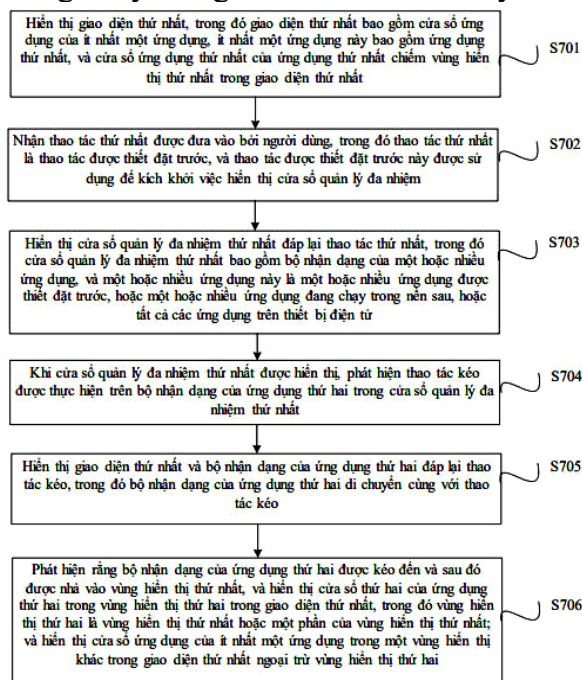 Hiển thị giao diện thứ nhất, trong đó giao diện thứ nhất bao gồm cửa sổ ứng
dụng của ít nhất một ứng dụng, ít nhất một ứng dụng này bao gồm ứng dụng
thứ nhất, và cửa sổ ứng dụng thứ nhất của ứng dụng thứ nhất chiếm vùng hiển
thị thứ nhất trong giao diện thứ nhất
S701
Nhận thao tác thứ nhất được đưa vào bởi người dùng, trong đó thao tác thứ nhất
là thao tác được thiết đặt trước, và thao tác được thiết đặt trước này được sử
dụng để kích khởi việc hiển thị cửa sổ quản lý đa nhiệm
S702
Hiển thị cửa sổ quản lý đa nhiệm thứ nhất đáp lại thao tác thứ nhất, trong đó
cửa sổ quản lý đa nhiệm thứ nhất bao gồm bộ nhận dạng của một hoặc nhiều
ứng dụng, và một hoặc nhiều ứng dụng này là một hoặc nhiều ứng dụng được
thiết đặt trước, hoặc một hoặc nhiều ứng dụng đang chạy trong nền sau, hoặc
tất cả các ứng dụng trên thiết bị điện tử
S703
Khi cửa sổ quản lý đa nhiệm thứ nhất được hiển thị, phát hiện thao tác kéo
được thực hiện trên bộ nhận dạng của ứng dụng thứ hai trong cửa sổ quản lý đa
nhiệm thứ nhất
S704
Hiển thị giao diện thứ nhất và bộ nhận dạng của ứng dụng thứ hai đáp lại thao
tác kéo, trong đó bộ nhận dạng của ứng dụng thứ hai di chuyển cùng với thao
tác kéo
S705
Phát hiện rằng bộ nhận dạng của ứng dụng thứ hai được kéo đến và sau đó
được nhả vào vùng hiển thị thứ nhất, và hiển thị cửa sổ thứ hai của ứng dụng
thứ hai trong vùng hiển thị thứ hai trong giao diện thứ nhất, trong đó vùng hiển
thị thứ hai là vùng hiển thị thứ nhất hoặc một phần của vùng hiển thị thứ nhất;
và hiển thị cửa sổ ứng dụng của ít nhất một ứng dụng trong một vùng hiển thị
khác trong giao diện thứ nhất ngoại trừ vùng hiển thị thứ hai
S706